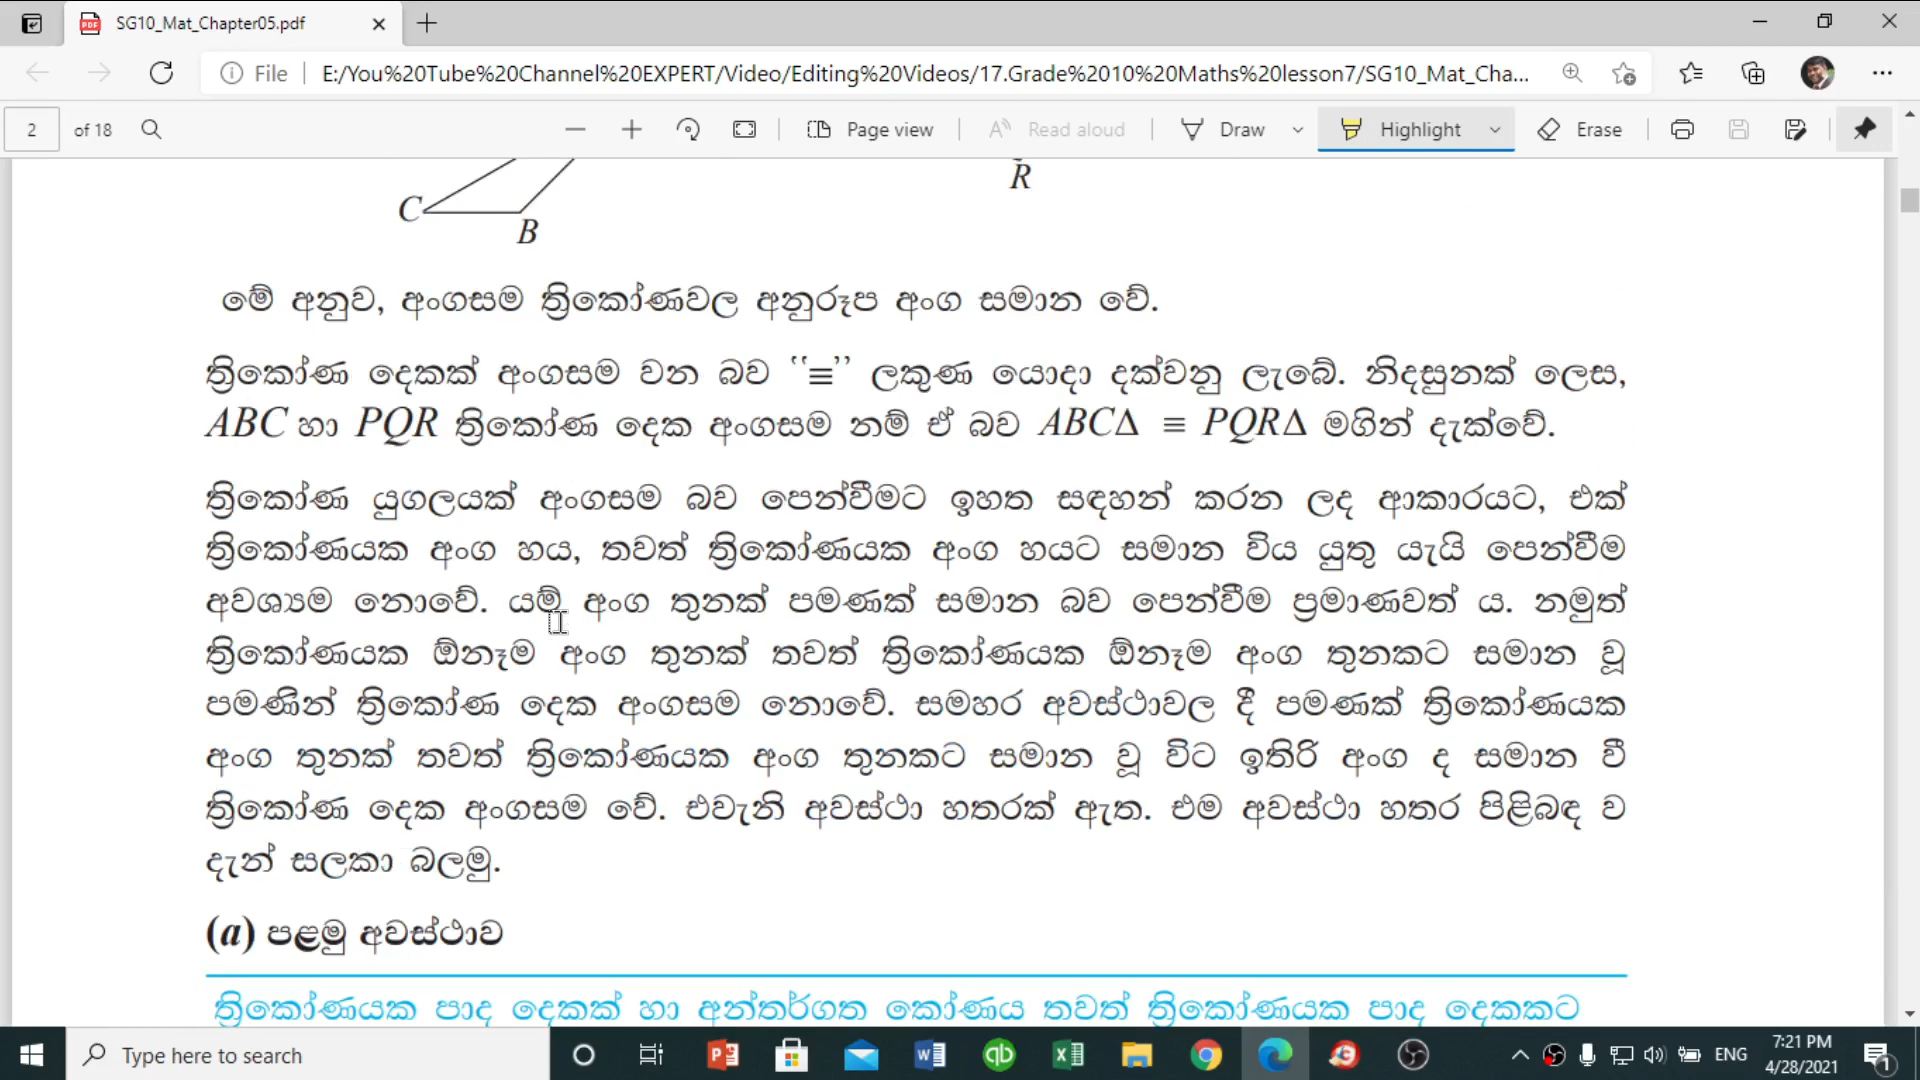 SG10_Mat_Chapter05.pdf
File
E:/You%20Tube%20Channel%20EXPERT/Video/Editing%20Videos/17.Grade%2010%20Maths%20lesson7/SG10_Mat_Cha...
2 of 18
Page view
Read aloud
Draw
Highlight
Erase
R
C
B
මේ අනුව, අංගසම ත්‍රිකෝණවල අනුරූප අංග සමාන වේ.
ත්‍රිකෝණ දෙකක් අංගසම වන බව ‘‘≡’’ ලකුණ යොදා දක්වනු ලැබේ. නිදසුනක් ලෙස,
ABC හා PQR ත්‍රිකෝණ දෙක අංගසම නම් ඒ බව ABCΔ ≡ PQRΔ මගින් දැක්වේ.
ත්‍රිකෝණ යුගලයක් අංගසම බව පෙන්වීමට ඉහත සඳහන් කරන ලද ආකාරයට, එක්
ත්‍රිකෝණයක අංග හය, තවත් ත්‍රිකෝණයක අංග හයට සමාන විය යුතු යැයි පෙන්වීම
අවශ්‍යම නොවේ. යම් අංග තුනක් පමණක් සමාන බව පෙන්වීම ප්‍රමාණවත් ය. නමුත්
ත්‍රිකෝණයක ඕනෑම අංග තුනක් තවත් ත්‍රිකෝණයක ඕනෑම අංග තුනකට සමාන වූ
පමණින් ත්‍රිකෝණ දෙක අංගසම නොවේ. සමහර අවස්ථාවල දී පමණක් ත්‍රිකෝණයක
අංග තුනක් තවත් ත්‍රිකෝණයක අංග තුනකට සමාන වූ විට ඉතිරි අංග ද සමාන වී
ත්‍රිකෝණ දෙක අංගසම වේ. එවැනි අවස්ථා හතරක් ඇත. එම අවස්ථා හතර පිළිබඳ ව
දැන් සලකා බලමු.
(a) පළමු අවස්ථාව
ත්‍රිකෝණයක පාද දෙකක් හා අන්තර්ගත කෝණය තවත් ත්‍රිකෝණයක පාද දෙකකට
Type here to search
ENG
7:21 PM
4/28/2021
1